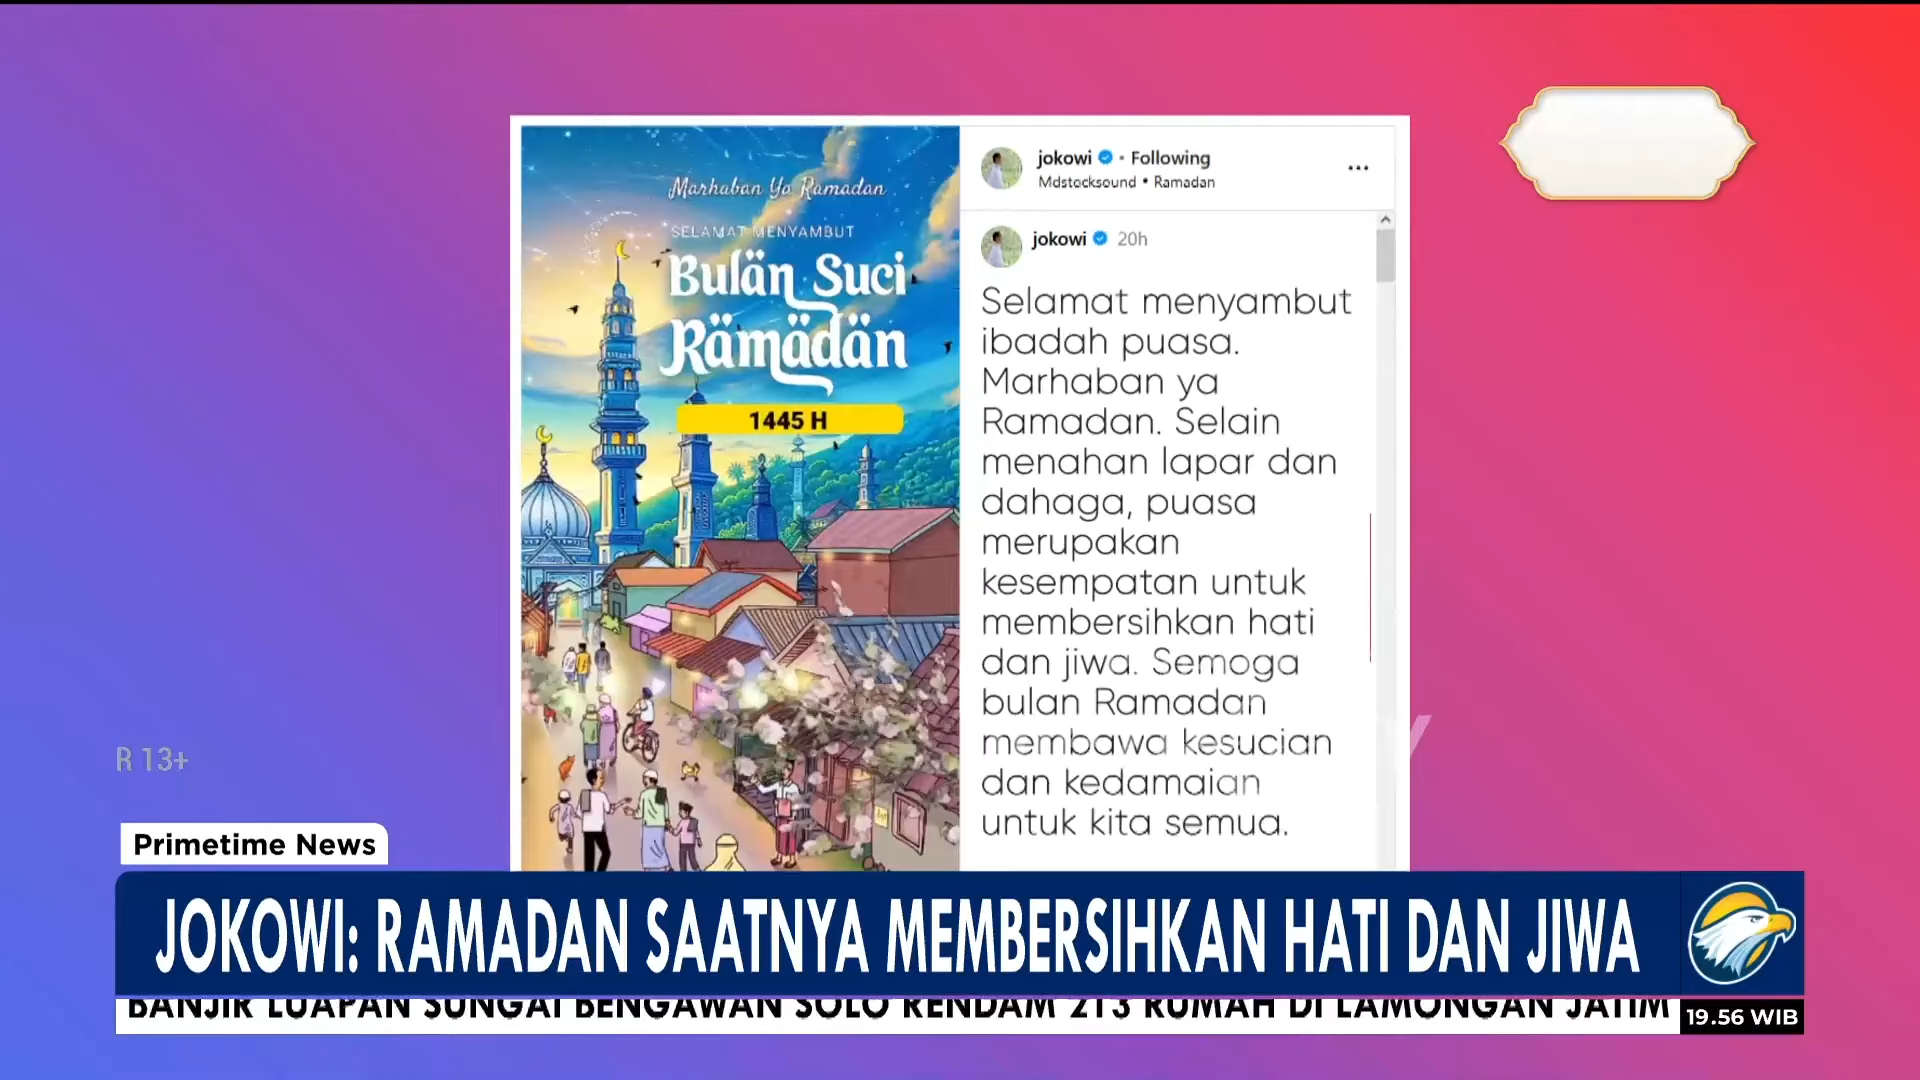 Marhaban Ya Ramadan
SELAMAT MENYAMBUT
Bulän Suci
Rämädän
1445 H
jokowi • Following
Mdstocksound • Ramadan
jokowi 20h
Selamat menyambut
ibadah puasa.
Marhaban ya
Ramadan. Selain
menahan lapar dan
dahaga, puasa
merupakan
kesempatan untuk
membersihkan hati
dan jiwa. Semoga
bulan Ramadan
membawa kesucian
dan kedamaian
untuk kita semua.
R 13+
Primetime News
JOKOWI: RAMADAN SAATNYA MEMBERSIHKAN HATI DAN JIWA
BANJIR LUAPAN SUNGAI BENGAWAN SOLO RENDAM 213 RUMAH DI LAMONGAN JATIM
19.56 WIB